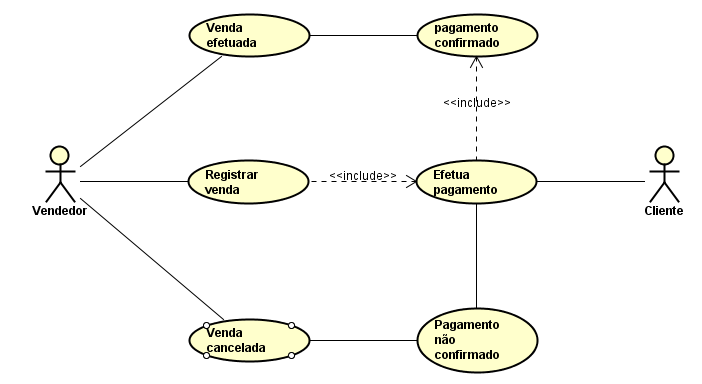 Venda
efetuada
pagamento
confirmado
<<include>>
Registrar
venda
<<include>>
Efetua
pagamento
Vendedor
Cliente
Venda
cancelada
Pagamento
não
confirmado